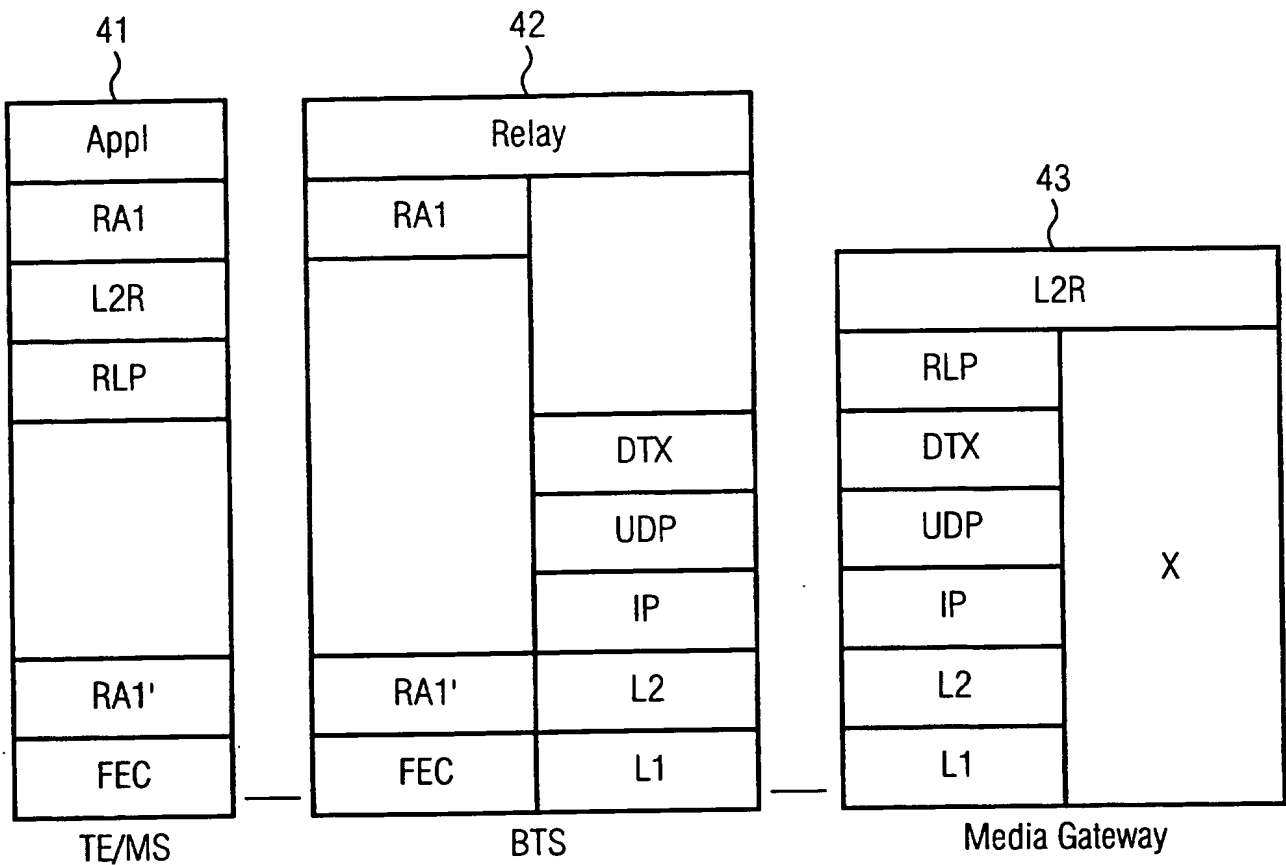 41
42
43
Appl
RA1
L2R
RLP
RA1'
FEC
TE/MS
Relay
RA1
RA1'
FEC
DTX
UDP
IP
L2
L1
BTS
L2R
RLP
DTX
UDP
IP
L2
L1
X
Media Gateway